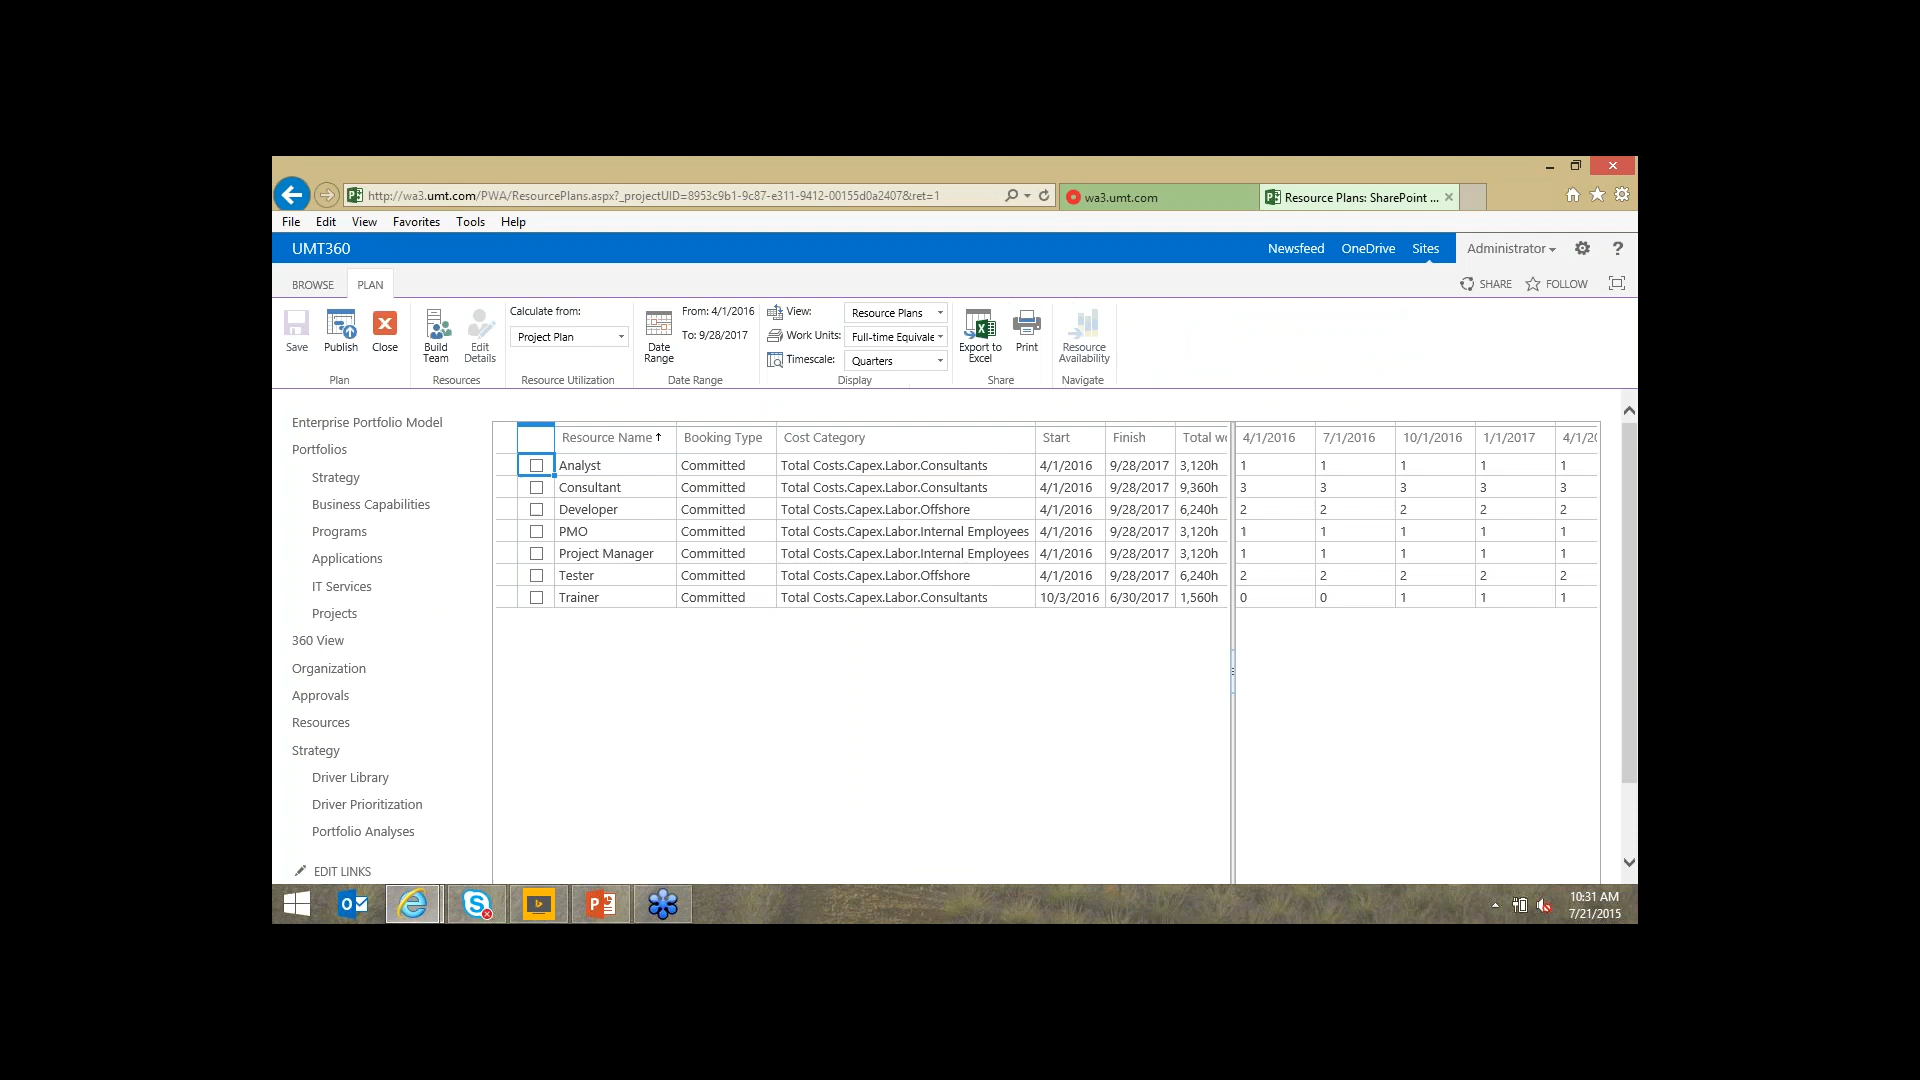 http://wa3.umt.com/PWA/ResourcePlans.aspx?_projectUID=8953c9b1-9c87-e311-9412-00155d0a2407&ret=1 wa3.umt.com Resource Plans: SharePoint ...
File Edit View Favorites Tools Help
UMT360 Newsfeed OneDrive Sites Administrator ?
BROWSE PLAN SHARE FOLLOW
Save Publish Close Build Team Edit Details Calculate from: Project Plan Date Range From: 4/1/2016 To: 9/28/2017 View: Resource Plans Work Units: Full-time Equivale Timescale: Quarters Export to Excel Print Resource Availability
Plan Resources Resource Utilization Date Range Display Share Navigate
Enterprise Portfolio Model
Portfolios
Strategy
Business Capabilities
Programs
Applications
IT Services
Projects
360 View
Organization
Approvals
Resources
Strategy
Driver Library
Driver Prioritization
Portfolio Analyses
EDIT LINKS
Resource Name Booking Type Cost Category Start Finish Total wo 4/1/2016 7/1/2016 10/1/2016 1/1/2017 4/1/20
Analyst Committed Total Costs.Capex.Labor.Consultants 4/1/2016 9/28/2017 3,120h 1 1 1 1 1
Consultant Committed Total Costs.Capex.Labor.Consultants 4/1/2016 9/28/2017 9,360h 3 3 3 3 3
Developer Committed Total Costs.Capex.Labor.Offshore 4/1/2016 9/28/2017 6,240h 2 2 2 2 2
PMO Committed Total Costs.Capex.Labor.Internal Employees 4/1/2016 9/28/2017 3,120h 1 1 1 1 1
Project Manager Committed Total Costs.Capex.Labor.Internal Employees 4/1/2016 9/28/2017 3,120h 1 1 1 1 1
Tester Committed Total Costs.Capex.Labor.Offshore 4/1/2016 9/28/2017 6,240h 2 2 2 2 2
Trainer Committed Total Costs.Capex.Labor.Consultants 10/3/2016 6/30/2017 1,560h 0 0 1 1 1
10:31 AM
7/21/2015